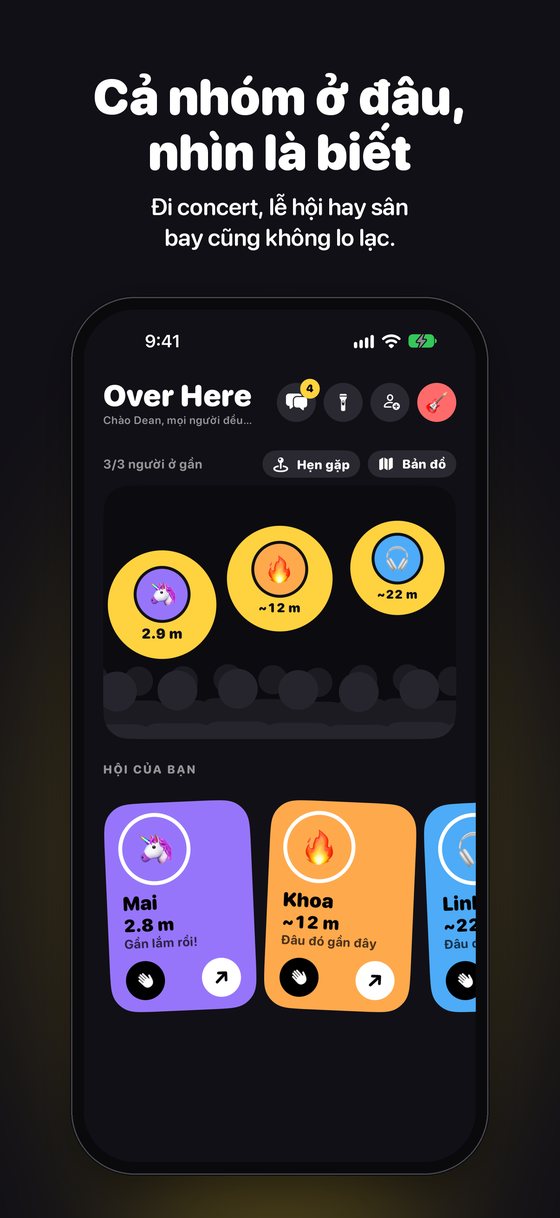 Cả nhóm ở đâu,
nhìn là biết
Đi concert, lễ hội hay sân
bay cũng không lo lạc.
9:41
Over Here
4
Chào Dean, mọi người đều...
3/3 người ở gần
Hẹn gặp
Bản đồ
2.9 m
~12 m
~22 m
HỘI CỦA BẠN
Mai
2.8 m
Gần lắm rồi!
Khoa
~12 m
Đâu đó gần đây
~22
Đâu